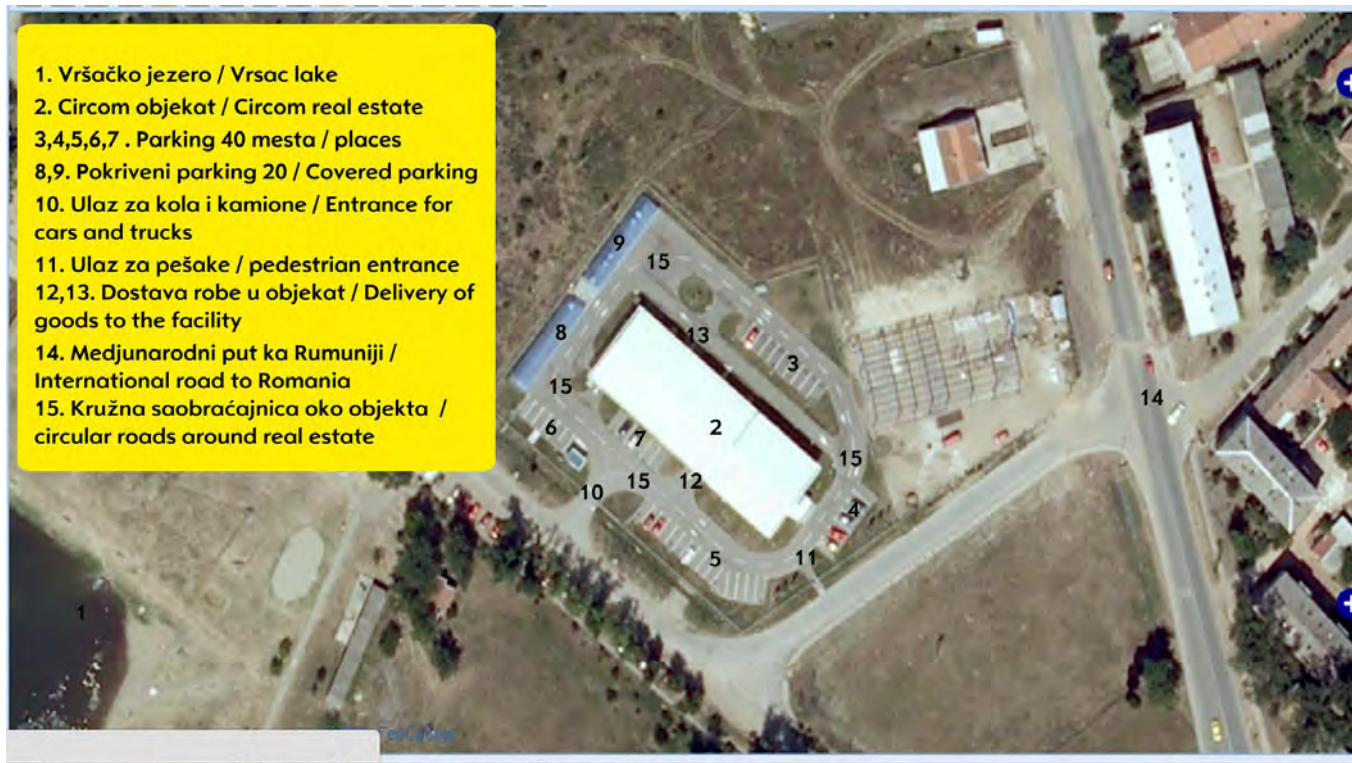 1. Vršačko jezero / Vrsac lake
2. Circom objekat / Circom real estate
3,4,5,6,7 . Parking 40 mesta / places
8,9. Pokriveni parking 20 / Covered parking
10. Ulaz za kola i kamione / Entrance for
cars and trucks
11. Ulaz za pešake / pedestrian entrance
12,13. Dostava robe u objekat / Delivery of
goods to the facility
14. Medjunarodni put ka Rumuniji /
International road to Romania
15. Kružna saobraćajnica oko objekta /
circular roads around real estate
9
15
8
13
3
15
14
6
7
2
15
12
15
10
4
5
11
1